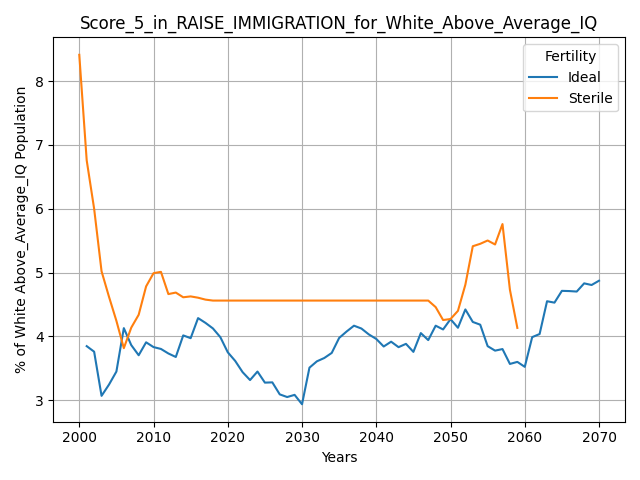 Score_5_in_RAISE_IMMIGRATION_for_White_Above_Average_IQ
Fertility
Ideal
Sterile
% of White Above_Average_IQ Population
8
7
6
5
4
3
2000 2010 2020 2030 2040 2050 2060 2070
Years